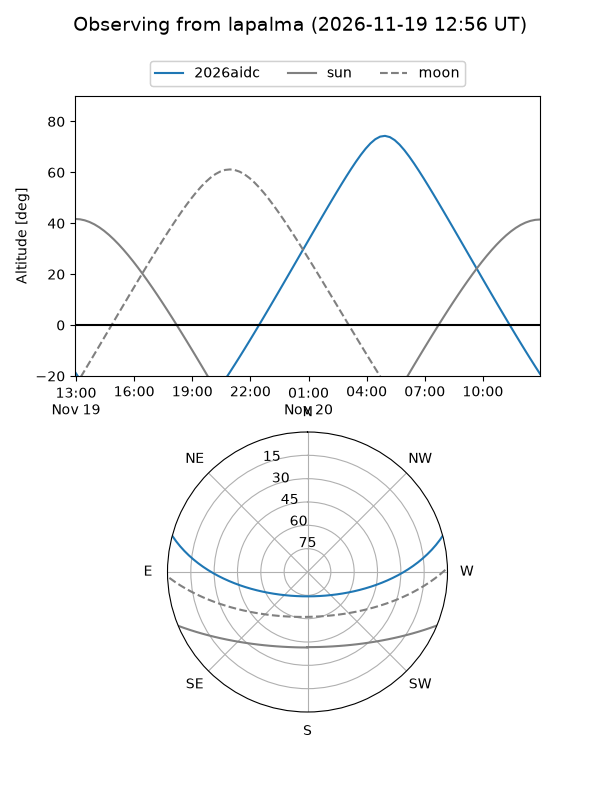 Observing from lapalma (2026-11-19 12:56 UT)
2026aidc sun moon
80
60
40
20
0
−20
Altitude [deg]
13:00 16:00 19:00 22:00 01:00 04:00 07:00 10:00
Nov 19 Nov 20
N
NE NW
15
30
45
60
75
E W
SE SW
S